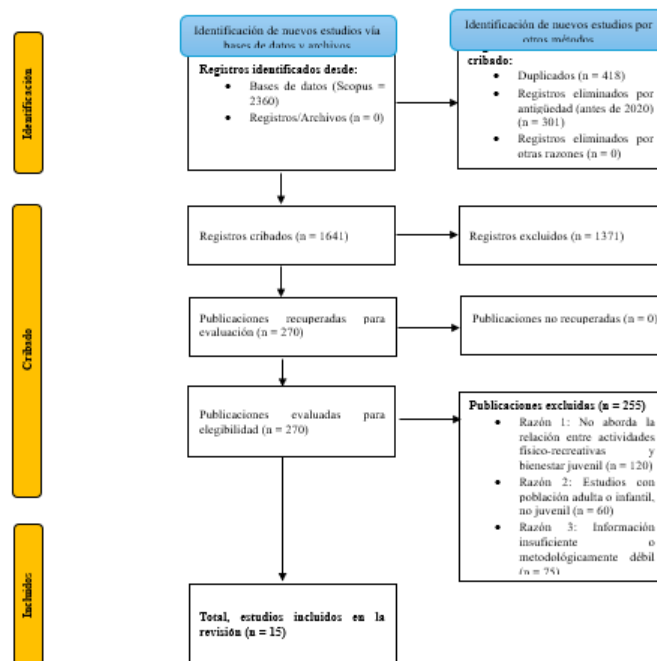 Identificación de nuevos estudios vía
bases de datos y archivos
Identificación de nuevos estudios por
otros métodos
Identificación
Registros identificados desde:
• Bases de datos (Scopus =
2360)
• Registros/Archivos (n = 0)
cribado:
• Duplicados (n = 418)
• Registros eliminados por
antigüedad (antes de 2020)
(n = 301)
• Registros eliminados por
otras razones (n = 0)
Cribado
Registros cribados (n = 1641)
Registros excluidos (n = 1371)
Publicaciones recuperadas para
evaluación (n = 270)
Publicaciones no recuperadas (n = 0)
Publicaciones evaluadas para
elegibilidad (n = 270)
Publicaciones excluidas (n = 255)
• Razón 1: No aborda la
relación entre actividades
físico-recreativas y
bienestar juvenil (n = 120)
• Razón 2: Estudios con
población adulta o infantil,
no juvenil (n = 60)
• Razón 3: Información
insuficiente o
metodológicamente débil
(n = 75)
Incluidos
Total, estudios incluidos en la
revisión (n = 15)